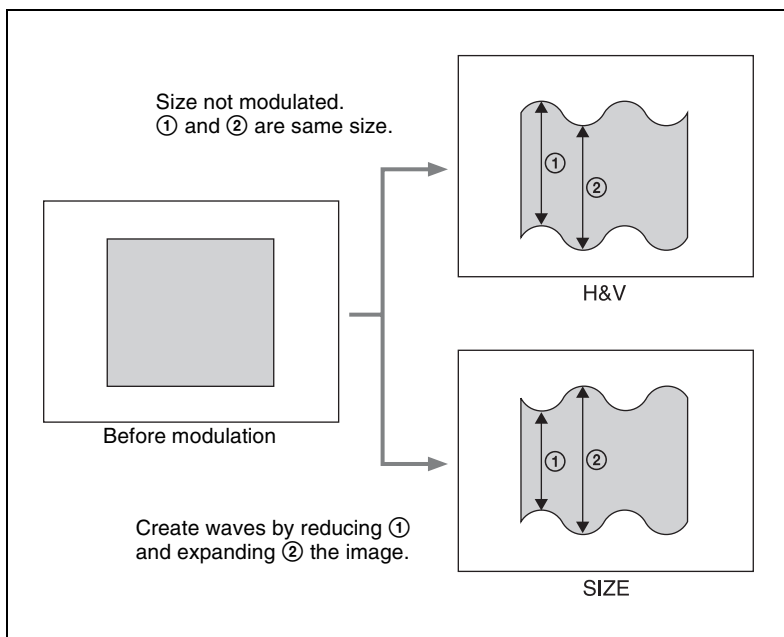 Size not modulated.
① and ② are same size.
①
②
H&V
Before modulation
①
②
Create waves by reducing ①
and expanding ② the image.
SIZE